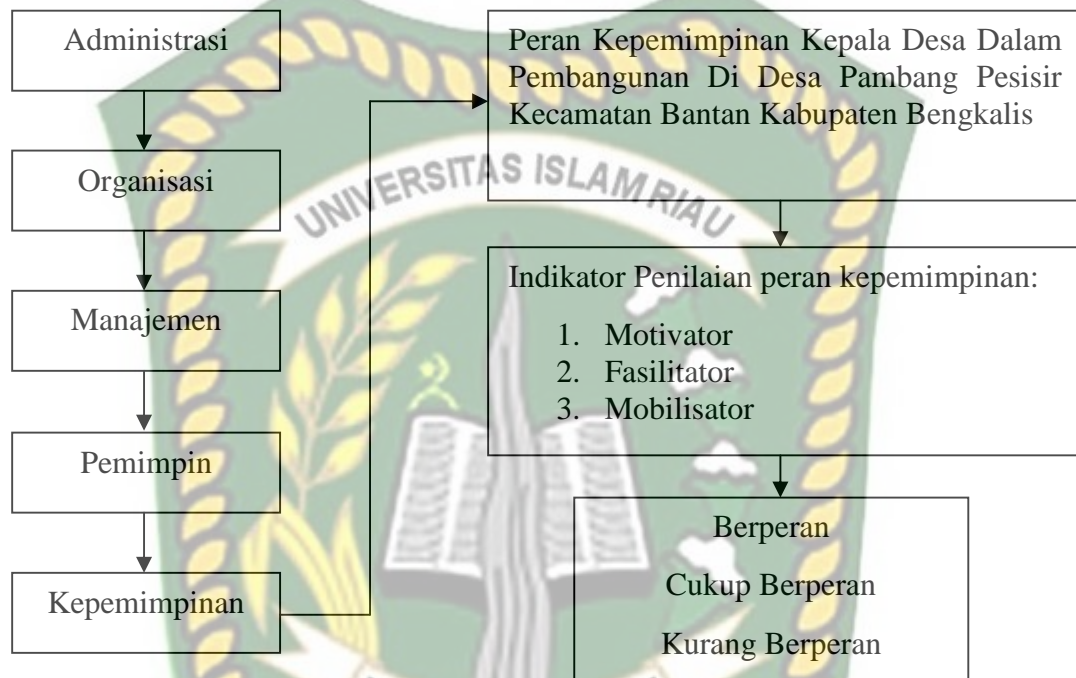 Administrasi
Organisasi
Manajemen
Pemimpin
Kepemimpinan
Peran Kepemimpinan Kepala Desa Dalam
Pembangunan Di Desa Pambang Pesisir
Kecamatan Bantan Kabupaten Bengkalis
UNIVERSITAS ISLAM RIAU
Indikator Penilaian peran kepemimpinan:
1. Motivator
2. Fasilitator
3. Mobilisator
Berperan
Cukup Berperan
Kurang Berperan